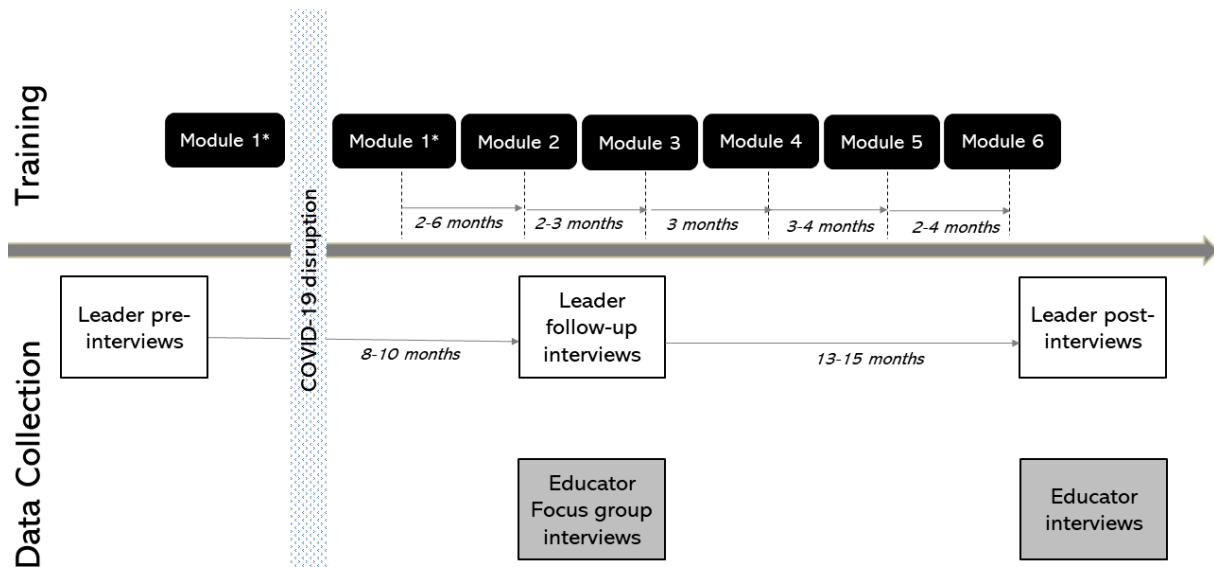 Training
Module 1*
Module 1*
Module 2
Module 3
Module 4
Module 5
Module 6
2-6 months
2-3 months
3 months
3-4 months
2-4 months
COVID-19 disruption
Data Collection
Leader pre-
interviews
8-10 months
Leader
follow-up
interviews
13-15 months
Leader post-
interviews
Educator
Focus group
interviews
Educator
interviews